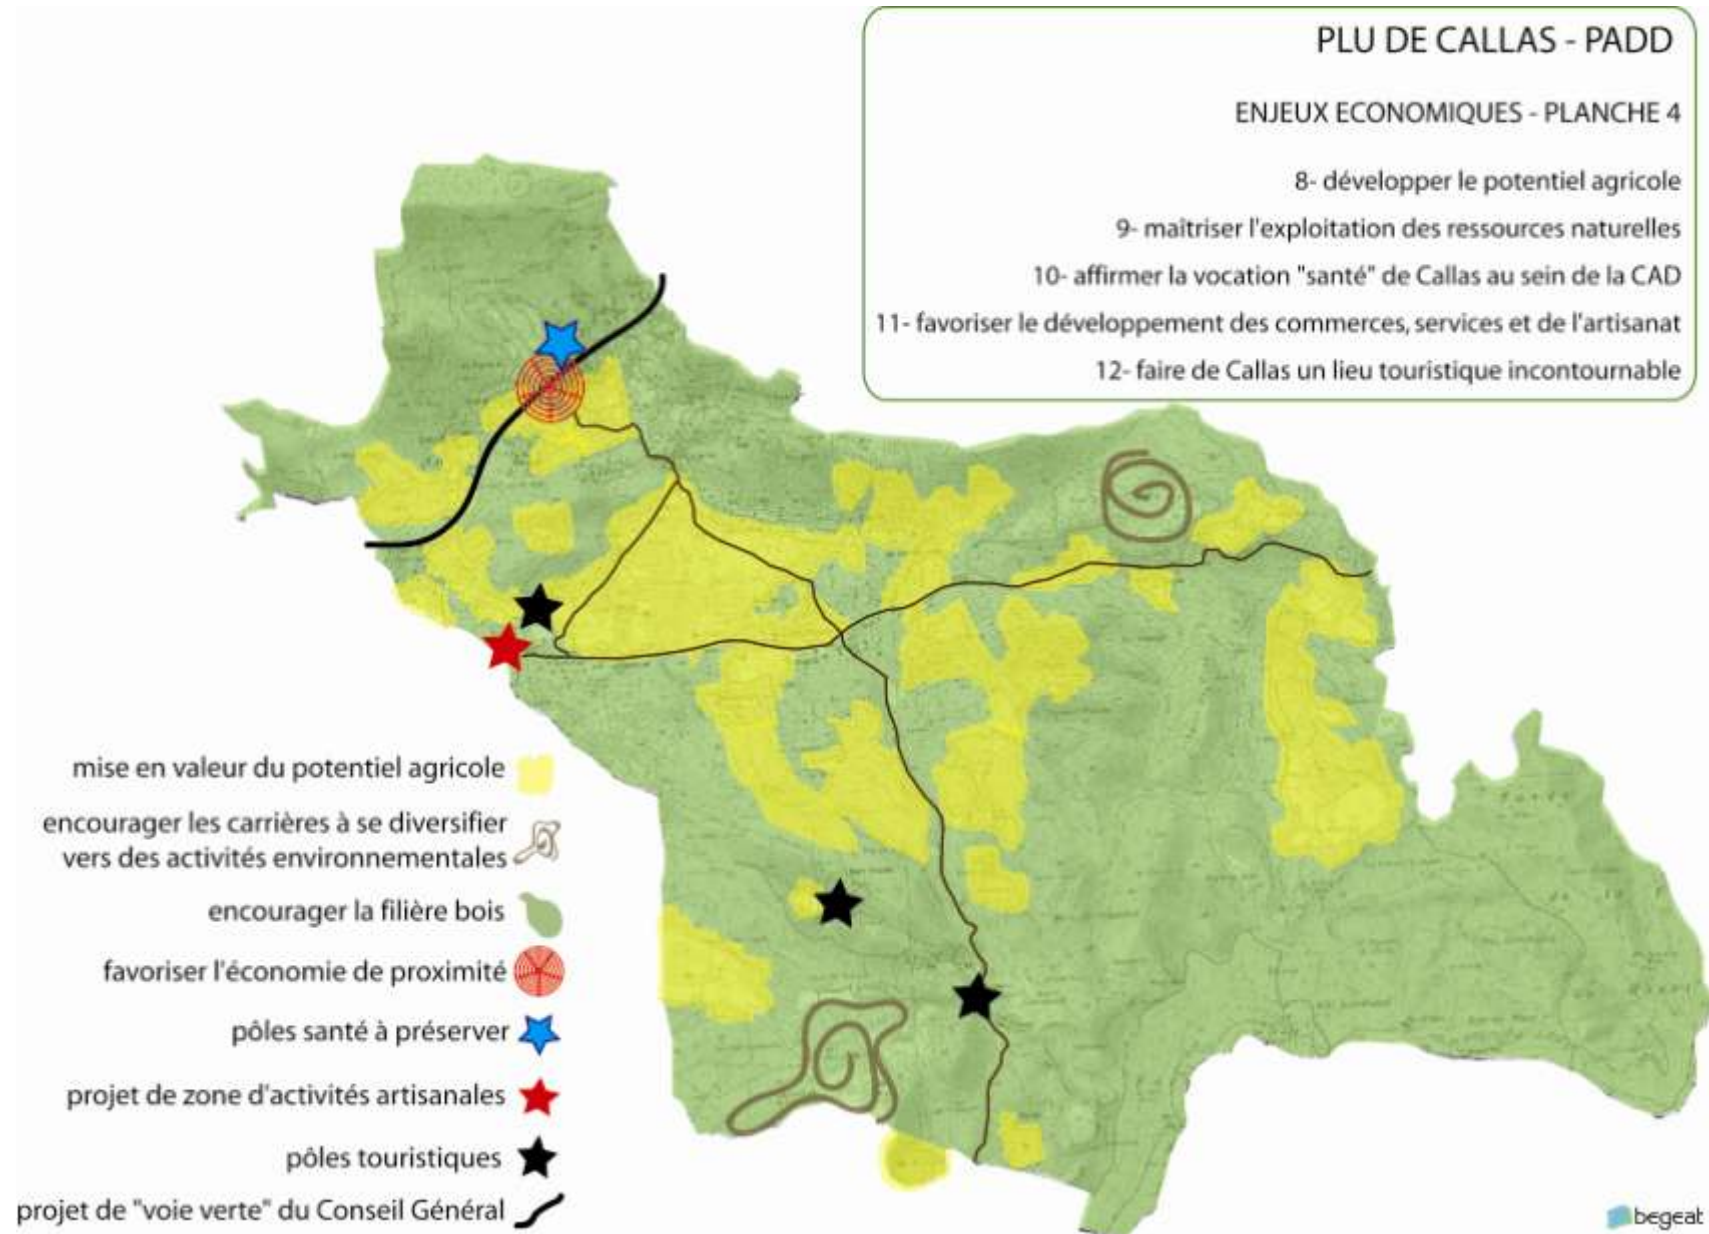 PLU DE CALLAS - PADD
ENJEUX ECONOMIQUES - PLANCHE 4
8- développer le potentiel agricole
9- maîtriser l'exploitation des ressources naturelles
10- affirmer la vocation "santé" de Callas au sein de la CAD
11- favoriser le développement des commerces, services et de l'artisanat
12- faire de Callas un lieu touristique incontournable
mise en valeur du potentiel agricole
encourager les carrières à se diversifier
vers des activités environnementales
encourager la filière bois
favoriser l'économie de proximité
pôles santé à préserver
projet de zone d'activités artisanales
pôles touristiques
projet de "voie verte" du Conseil Général
begeat